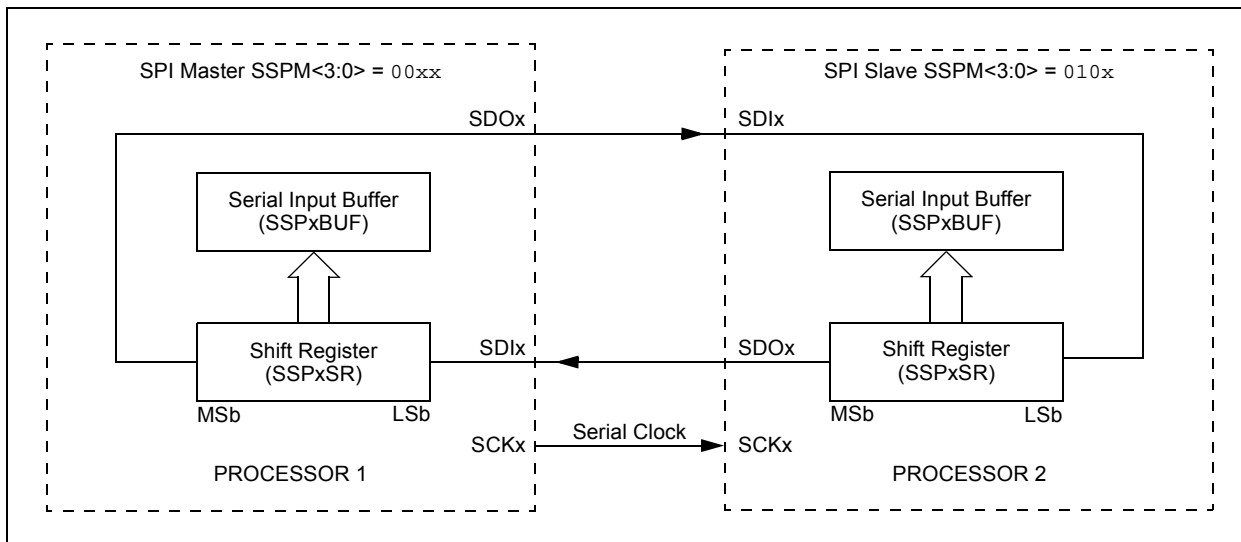 SPI Master SSPM<3:0> = 00xx
SDOx
Serial Input Buffer
(SSPxBUF)
Shift Register
(SSPxSR)
MSb
LSb
SDIx
SCKx
PROCESSOR 1
Serial Clock
SPI Slave SSPM<3:0> = 010x
SDIx
Serial Input Buffer
(SSPxBUF)
SDOx
Shift Register
(SSPxSR)
MSb
LSb
SCKx
PROCESSOR 2